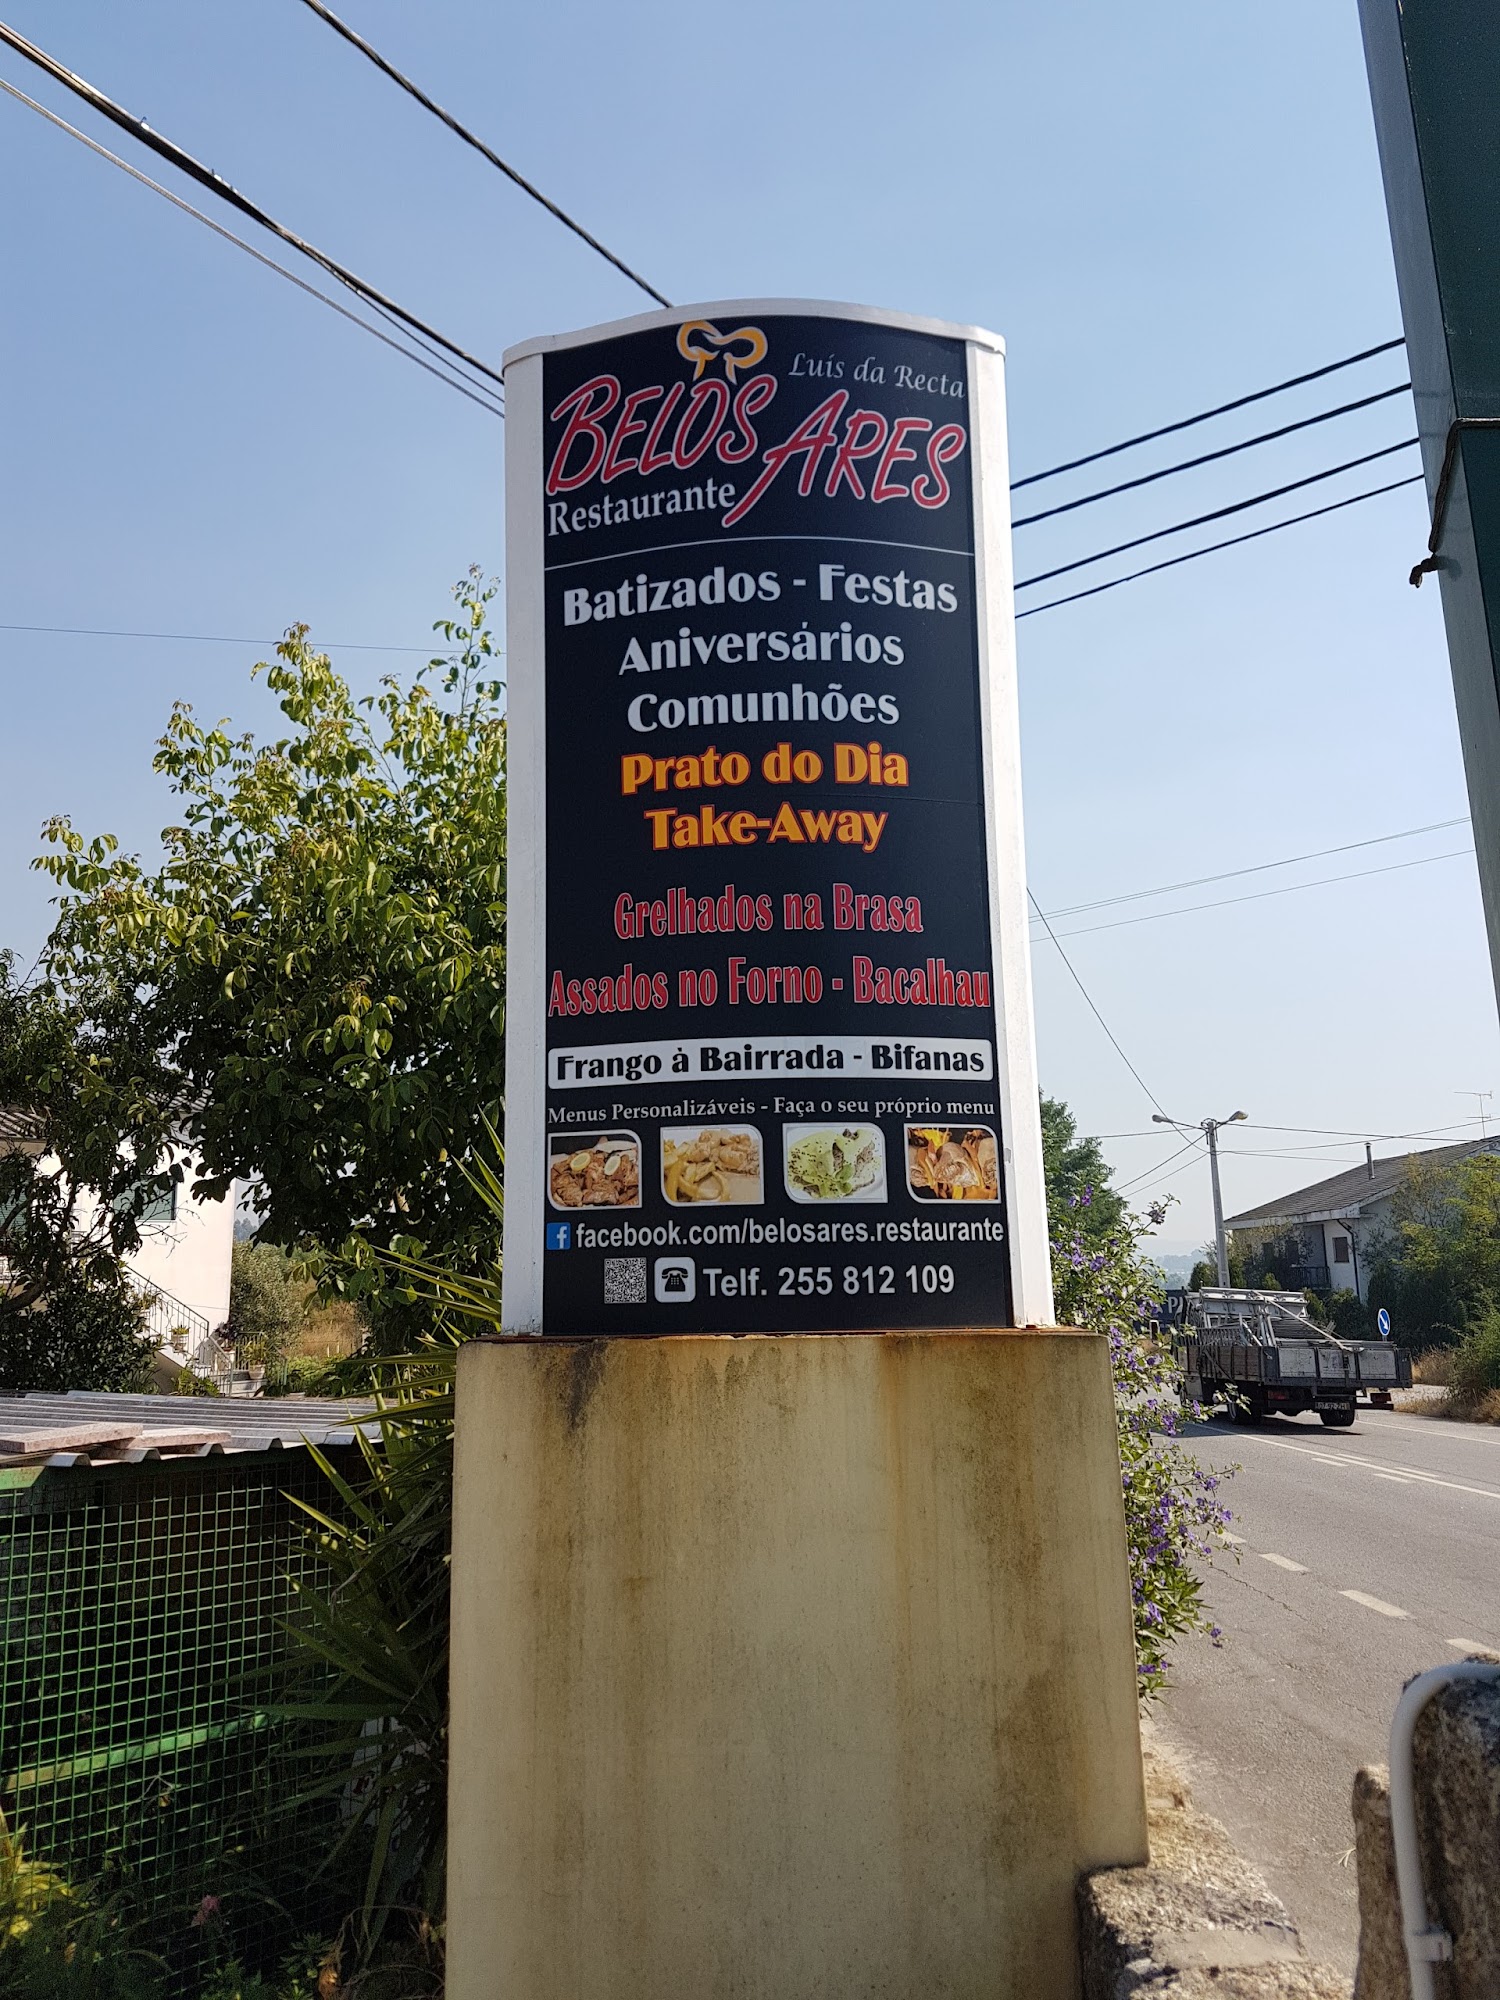 Luís da Recta
BELOS ARES
Restaurante
Batizados - Festas
Aniversários
Comunhões
Prato do Dia
Take-Away
Grelhados na Brasa
Assados no Forno - Bacalhau
Frango à Bairrada - Bifanas
Menus Personalizáveis - Faça o seu próprio menu
f facebook.com/belosares.restaurante
Telf. 255 812 109